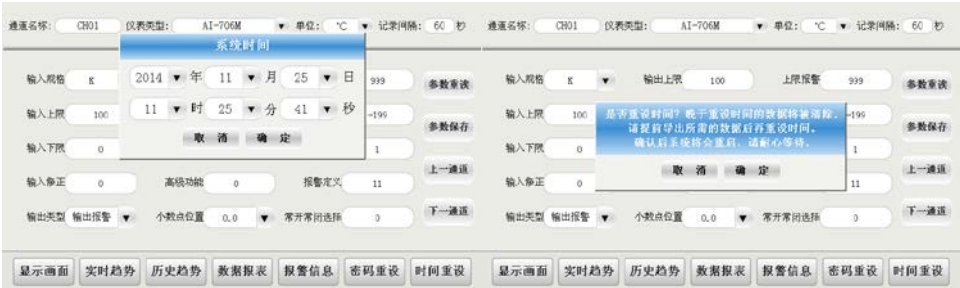 通道名称: CH01 仪表类型: AI-706M 单位: ℃ 记录间隔: 60 秒
系统时间
2014 年 11 月 25 日
11 时 25 分 41 秒
取 消 确 定
输入规格 K 999 参数重读
输入上限 100 -199 参数保存
输入下限 0 1 上一通道
输入修正 0 高级功能 0 报警定义 11
输出类型 输出报警 小数点位置 0.0 常开常闭选择 0 下一通道
显示画面 实时趋势 历史趋势 数据报表 报警信息 密码重设 时间重设
通道名称: CH01 仪表类型: AI-706M 单位: ℃ 记录间隔: 60 秒
输入规格 K 输出上限 100 上限报警 999 参数重读
输入上限 100 -199 参数保存
是否重设时间?晚于重设时间的数据将被清除,
请提前导出所需的数据后再重设时间。
确认后系统将会重启,请耐心等待。
取 消 确 定
输入下限 0 1 上一通道
输入修正 0 11
输出类型 输出报警 小数点位置 0.0 常开常闭选择 0 下一通道
显示画面 实时趋势 历史趋势 数据报表 报警信息 密码重设 时间重设